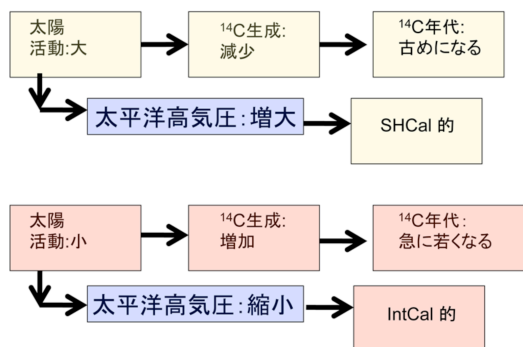 太陽
活動:大
¹⁴C生成:
減少
¹⁴C年代:
古めになる
太平洋高気圧:増大
SHCal 的
太陽
活動:小
¹⁴C生成:
増加
¹⁴C年代:
急に若くなる
太平洋高気圧:縮小
IntCal 的